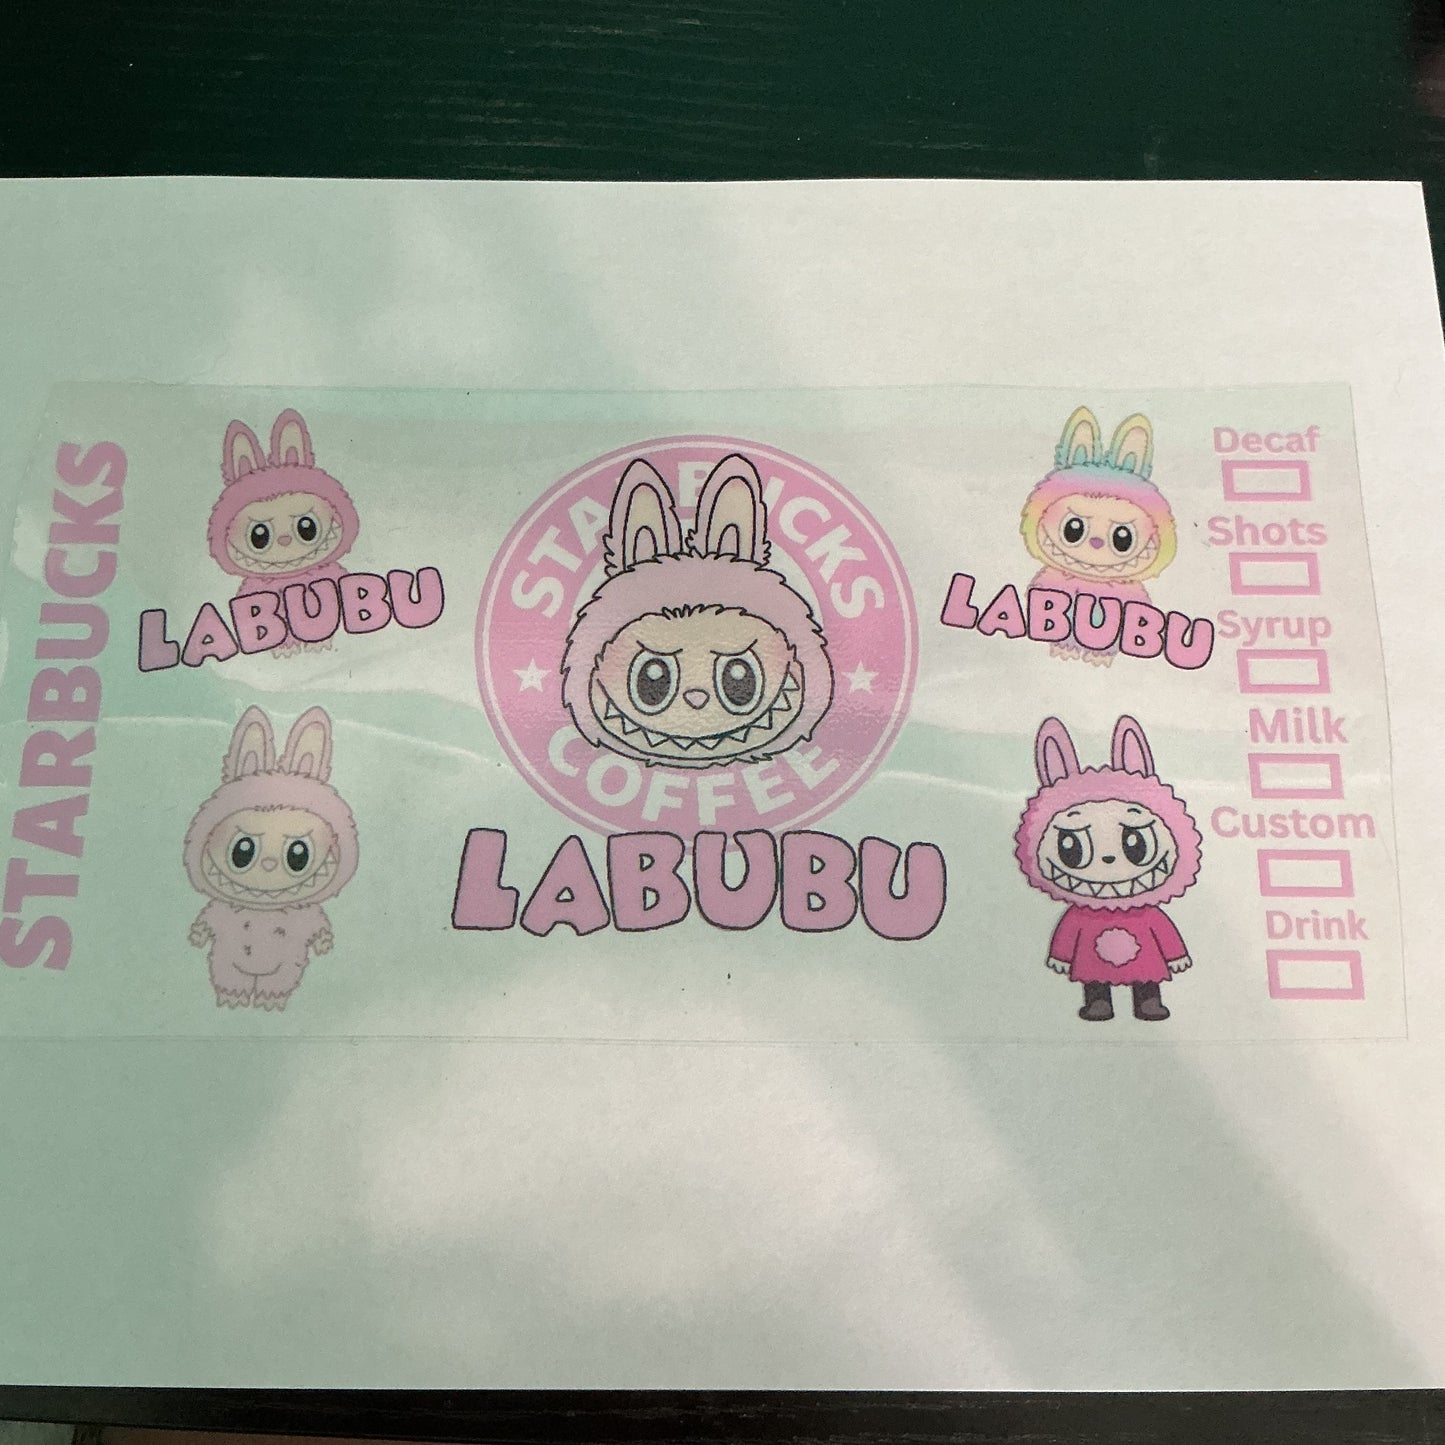 STARBUCKS
LABUBU
STARBUCKS
COFFEE
LABUBU
LABUBU
Decaf
Shots
Syrup
Milk
Custom
Drink